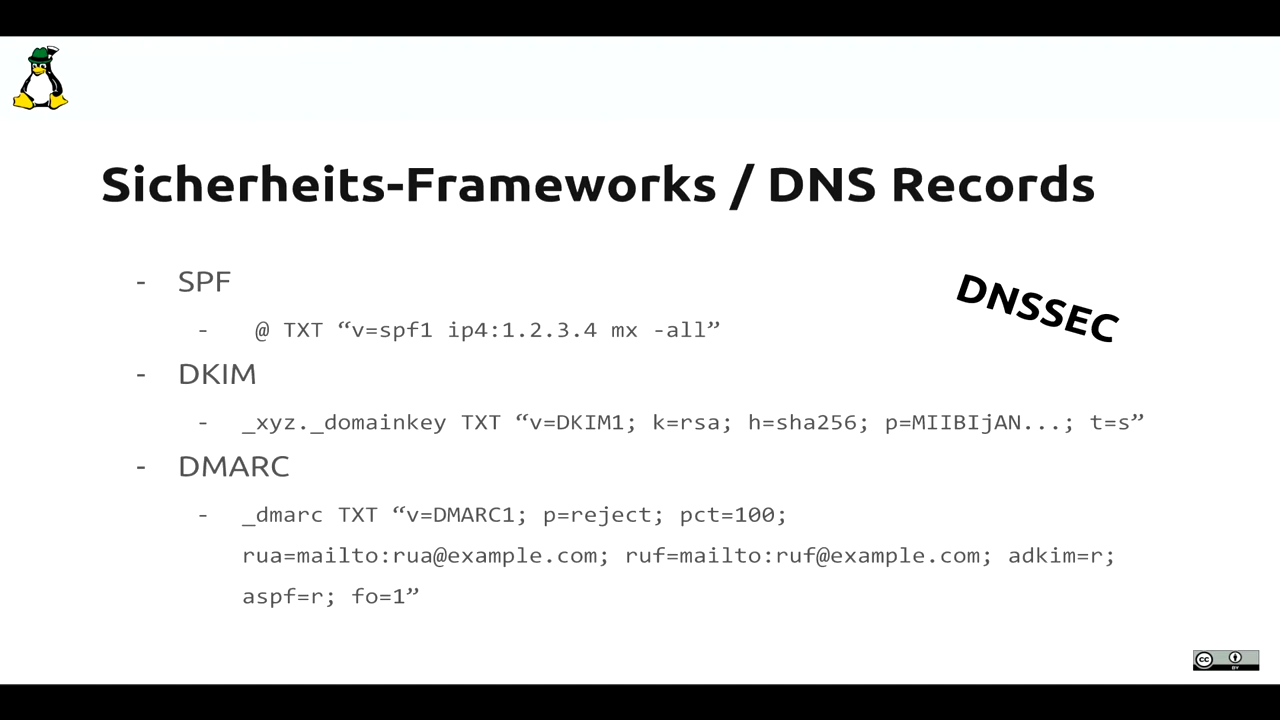 Sicherheits-Frameworks / DNS Records
- SPF
DNSSEC
- @ TXT “v=spf1 ip4:1.2.3.4 mx -all”
- DKIM
- _xyz._domainkey TXT “v=DKIM1; k=rsa; h=sha256; p=MIIBIjAN...; t=s”
- DMARC
- _dmarc TXT “v=DMARC1; p=reject; pct=100;
rua=mailto:rua@example.com; ruf=mailto:ruf@example.com; adkim=r;
aspf=r; fo=1”
cc
BY